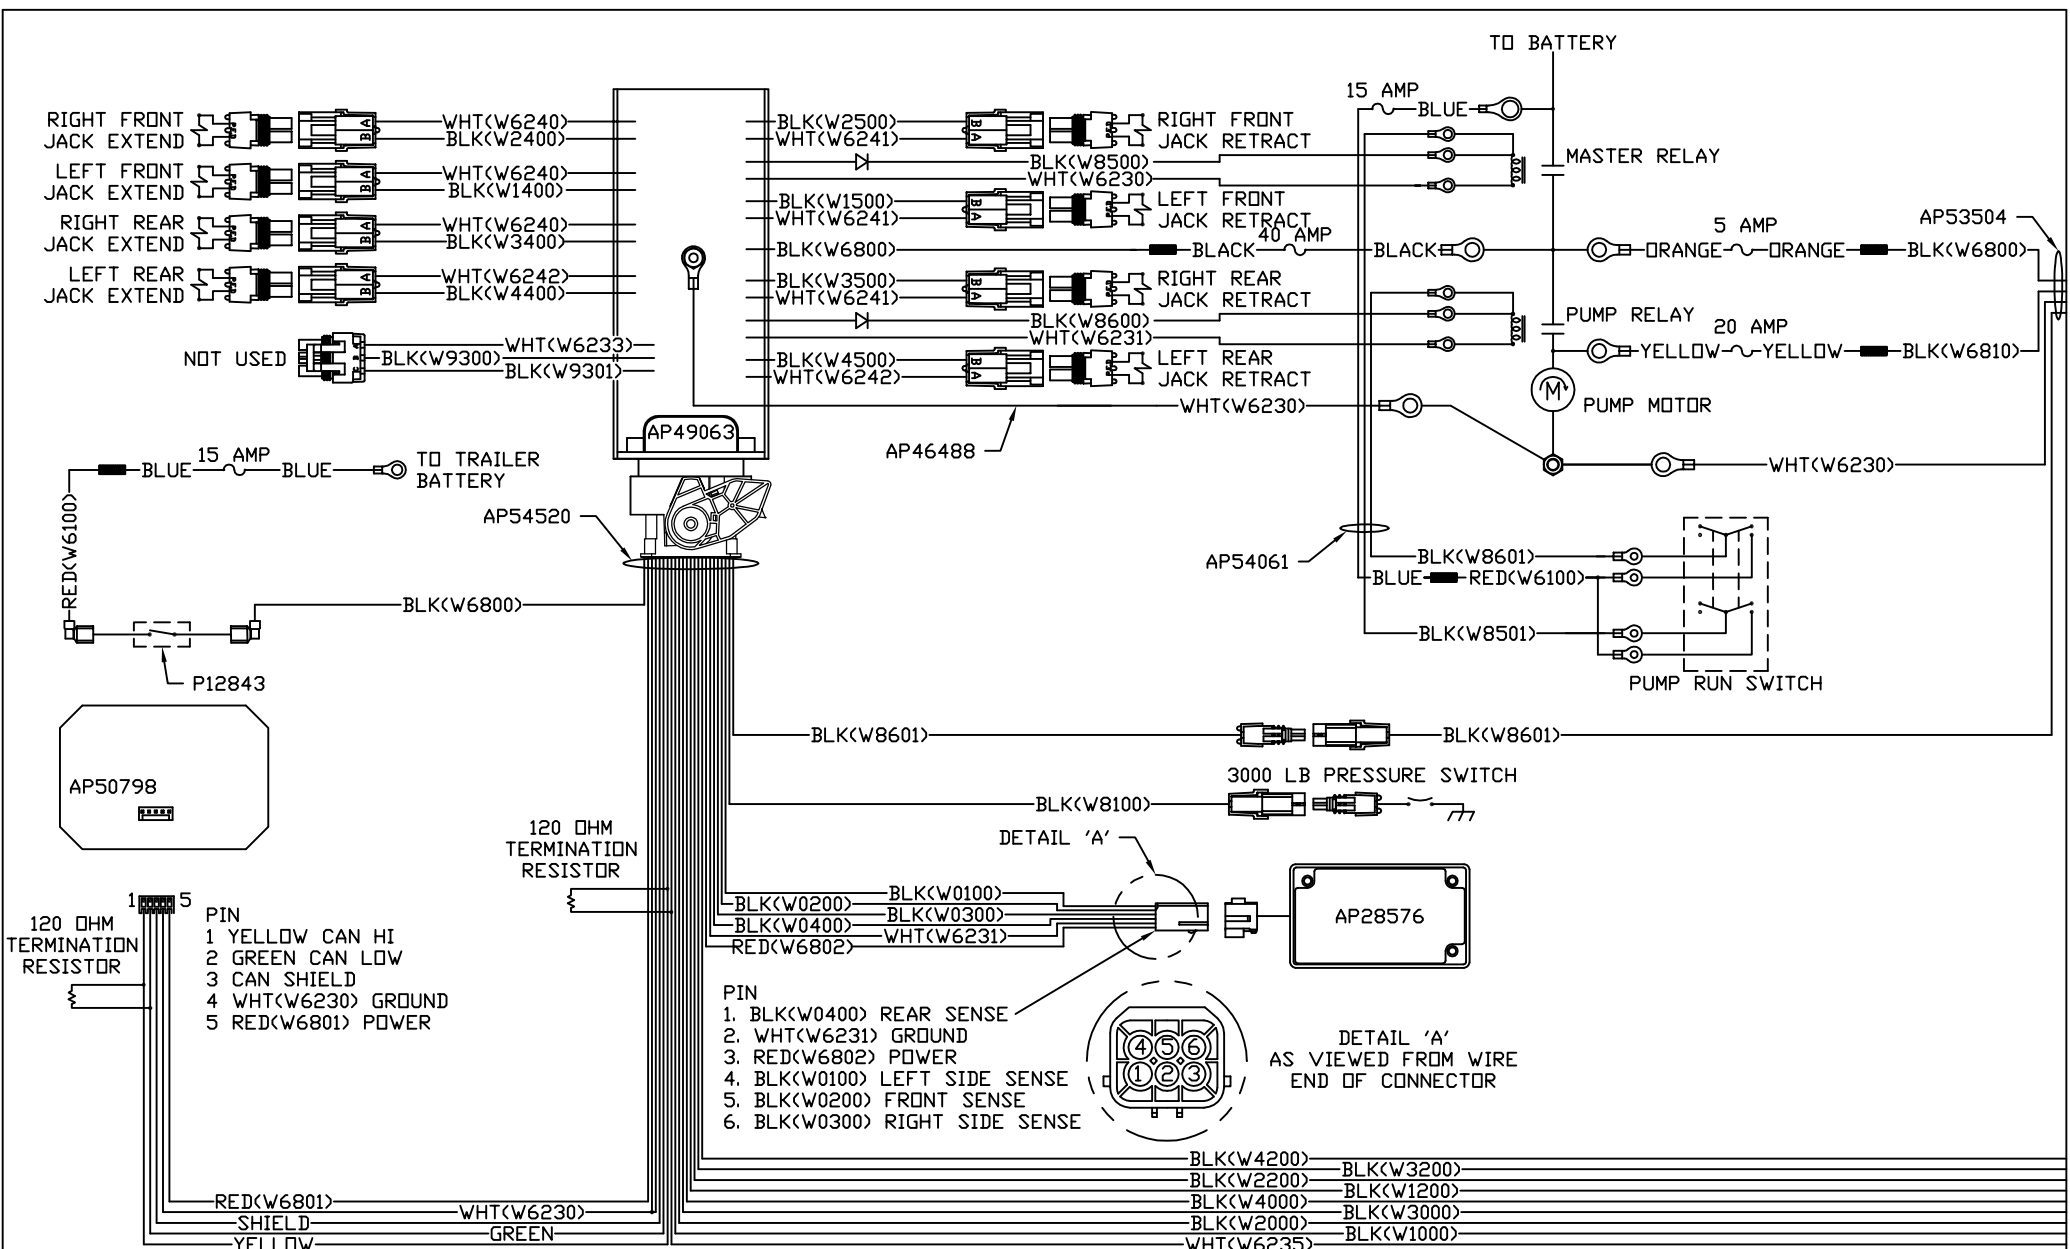 TO BATTERY
15 AMP
BLUE
RIGHT FRONT
JACK EXTEND
A
B
WHT(W6240)
BLK(W2400)
BLK(W2500)
WHT(W6241)
B
A
RIGHT FRONT
JACK RETRACT
BLK(W8500)
WHT(W6230)
MASTER RELAY
LEFT FRONT
JACK EXTEND
A
B
WHT(W6240)
BLK(W1400)
BLK(W1500)
WHT(W6241)
B
A
LEFT FRONT
JACK RETRACT
RIGHT REAR
JACK EXTEND
A
B
WHT(W6240)
BLK(W3400)
BLK(W6800)
BLACK
40 AMP
BLACK
ORANGE
5 AMP
ORANGE
BLK(W6800)
AP53504
LEFT REAR
JACK EXTEND
A
B
WHT(W6242)
BLK(W4400)
BLK(W3500)
WHT(W6241)
B
A
RIGHT REAR
JACK RETRACT
BLK(W8600)
WHT(W6231)
PUMP RELAY
20 AMP
YELLOW
YELLOW
BLK(W6810)
NOT USED
WHT(W6233)
BLK(W9300)
BLK(W9301)
BLK(W4500)
WHT(W6242)
B
A
LEFT REAR
JACK RETRACT
M
PUMP MOTOR
WHT(W6230)
AP46488
AP49063
WHT(W6230)
15 AMP
BLUE
BLUE
TO TRAILER
BATTERY
RED(W6100)
AP54520
AP54061
BLK(W8601)
BLUE
RED(W6100)
BLK(W8501)
PUMP RUN SWITCH
BLK(W6800)
P12843
BLK(W8601)
BLK(W8601)
3000 LB PRESSURE SWITCH
BLK(W8100)
AP50798
120 OHM
TERMINATION
RESISTOR
DETAIL 'A'
BLK(W0100)
BLK(W0200)
BLK(W0300)
BLK(W0400)
WHT(W6231)
RED(W6802)
AP28576
1
5
120 OHM
TERMINATION
RESISTOR
PIN
1 YELLOW CAN HI
2 GREEN CAN LOW
3 CAN SHIELD
4 WHT(W6230) GROUND
5 RED(W6801) POWER
PIN
1. BLK(W0400) REAR SENSE
2. WHT(W6231) GROUND
3. RED(W6802) POWER
4. BLK(W0100) LEFT SIDE SENSE
5. BLK(W0200) FRONT SENSE
6. BLK(W0300) RIGHT SIDE SENSE
4 5 6
1 2 3
DETAIL 'A'
AS VIEWED FROM WIRE
END OF CONNECTOR
BLK(W4200)
BLK(W3200)
BLK(W2200)
BLK(W1200)
BLK(W4000)
BLK(W3000)
BLK(W2000)
BLK(W1000)
WHT(W6235)
RED(W6801)
WHT(W6230)
SHIELD
GREEN
YELLOW